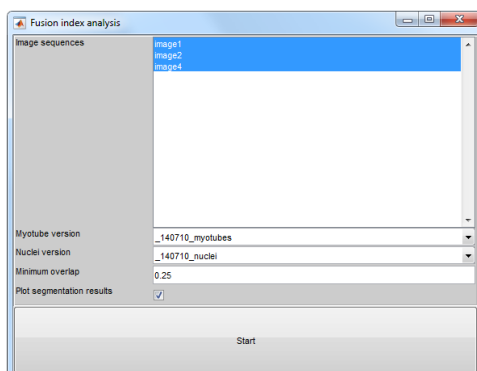 Fusion index analysis
Image sequences
image1
image2
image4
Myotube version
_140710_myotubes
Nuclei version
_140710_nuclei
Minimum overlap
0.25
Plot segmentation results
Start